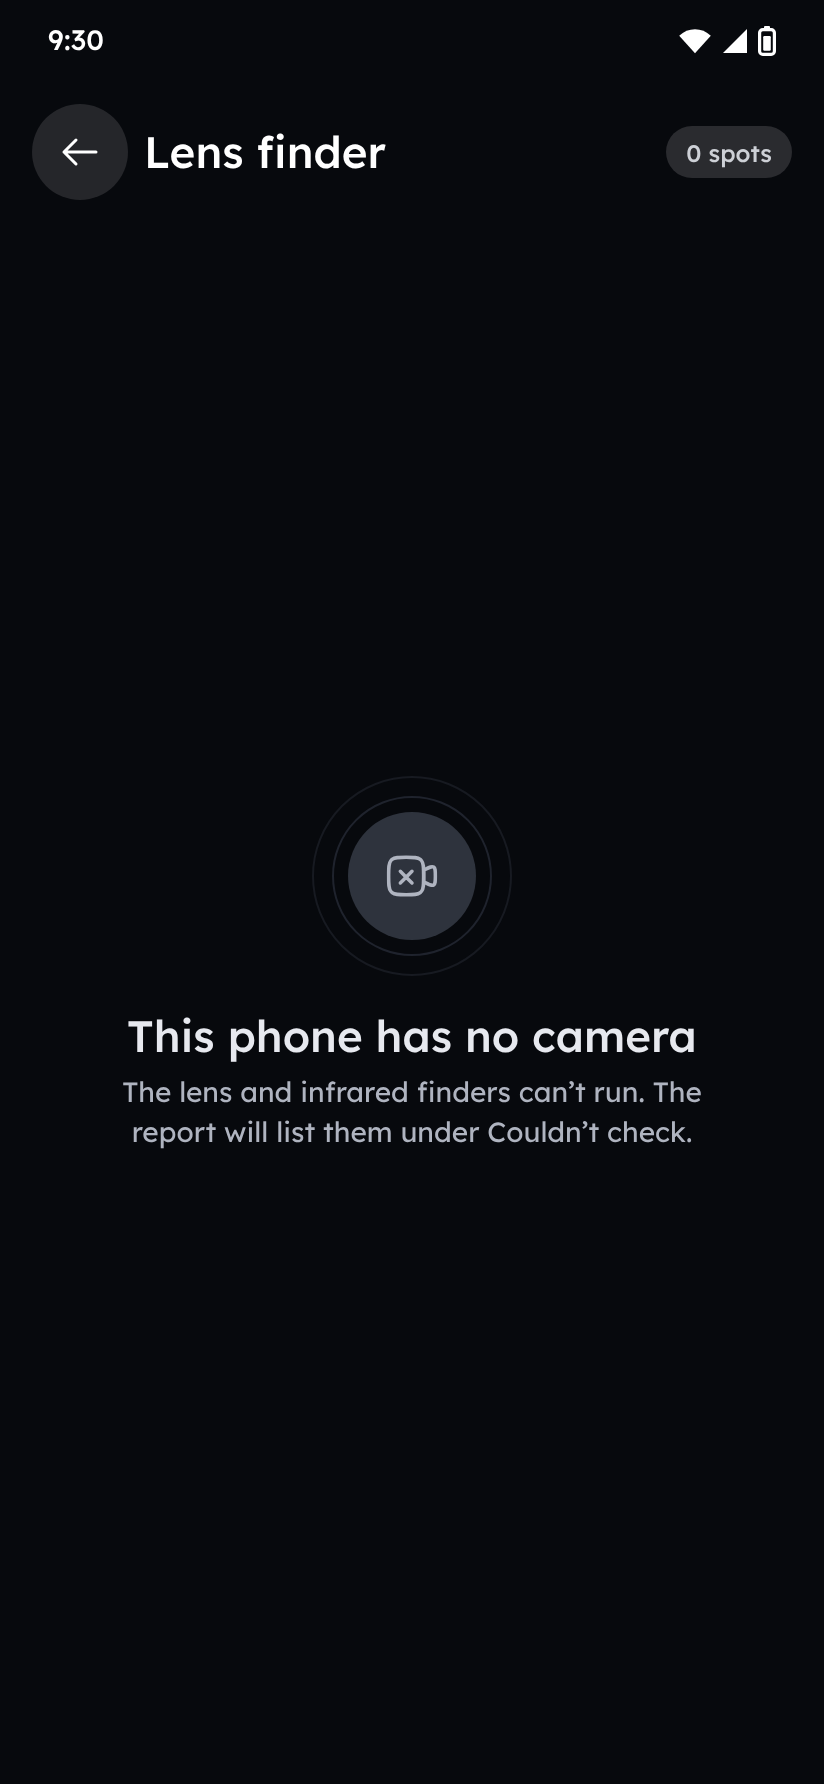 9:30
Lens finder
0 spots
This phone has no camera
The lens and infrared finders can’t run. The
report will list them under Couldn’t check.